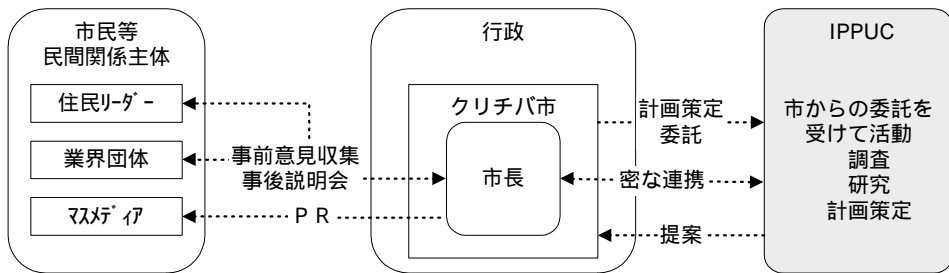 市民等
民間関係主体
住民ﾘｰﾀﾞｰ
業界団体
ﾏｽﾒﾃﾞｨｱ
事前意見収集
事後説明会
ＰＲ
行政
クリチバ市
市長
計画策定
委託
密な連携
提案
IPPUC
市からの委託を
受けて活動
調査
研究
計画策定